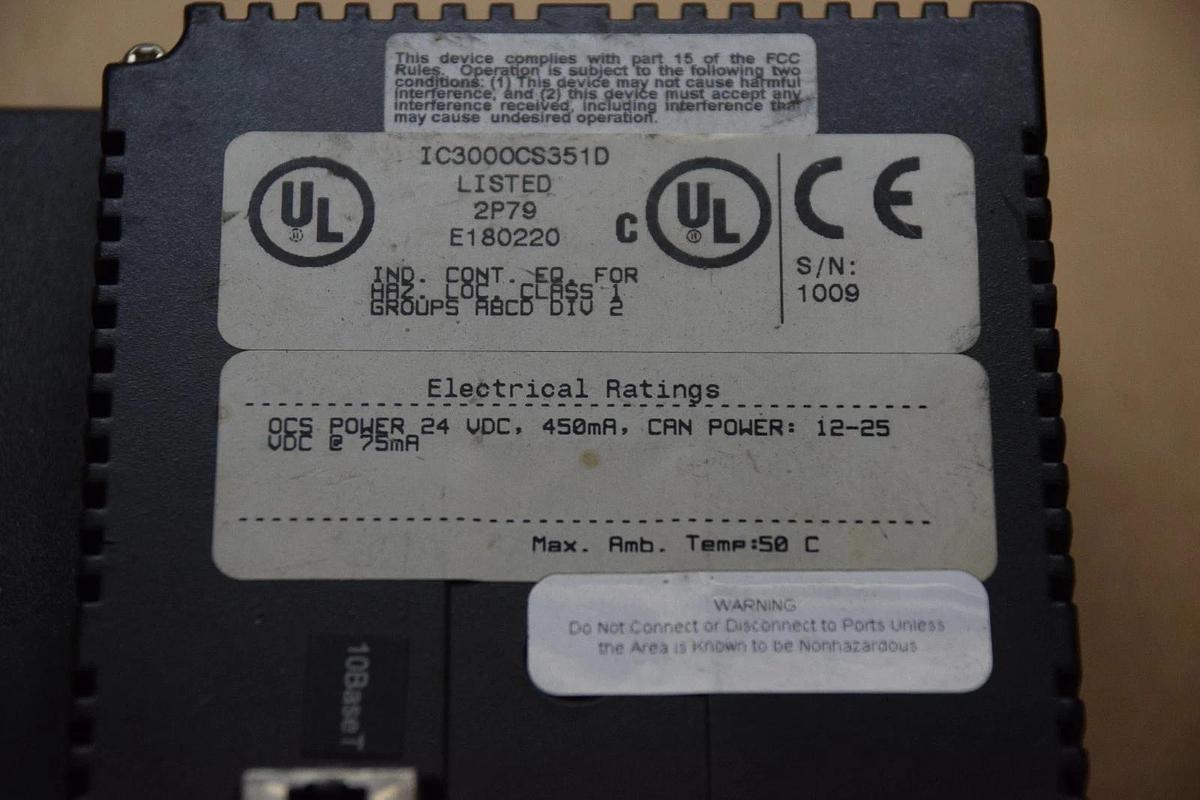 This device complies with part 15 of the FCC
Rules. Operation is subject to the following two
conditions: (1) This device may not cause harmful
interference, and (2) this device must accept any
interference received, including interference that
may cause undesired operation.
UL
IC3000CS351D
LISTED
2P79
E180220
C UL
CE
IND. CONT. EQ. FOR
HAZ. LOC. CLASS 1
GROUPS ABCD DIV 2
S/N:
1009
Electrical Ratings
OCS POWER 24 VDC, 450mA, CAN POWER: 12-25
VDC @ 75mA
Max. Amb. Temp:50 C
WARNING
Do Not Connect or Disconnect to Ports Unless
the Area is Known to be Nonhazardous
10BaseT